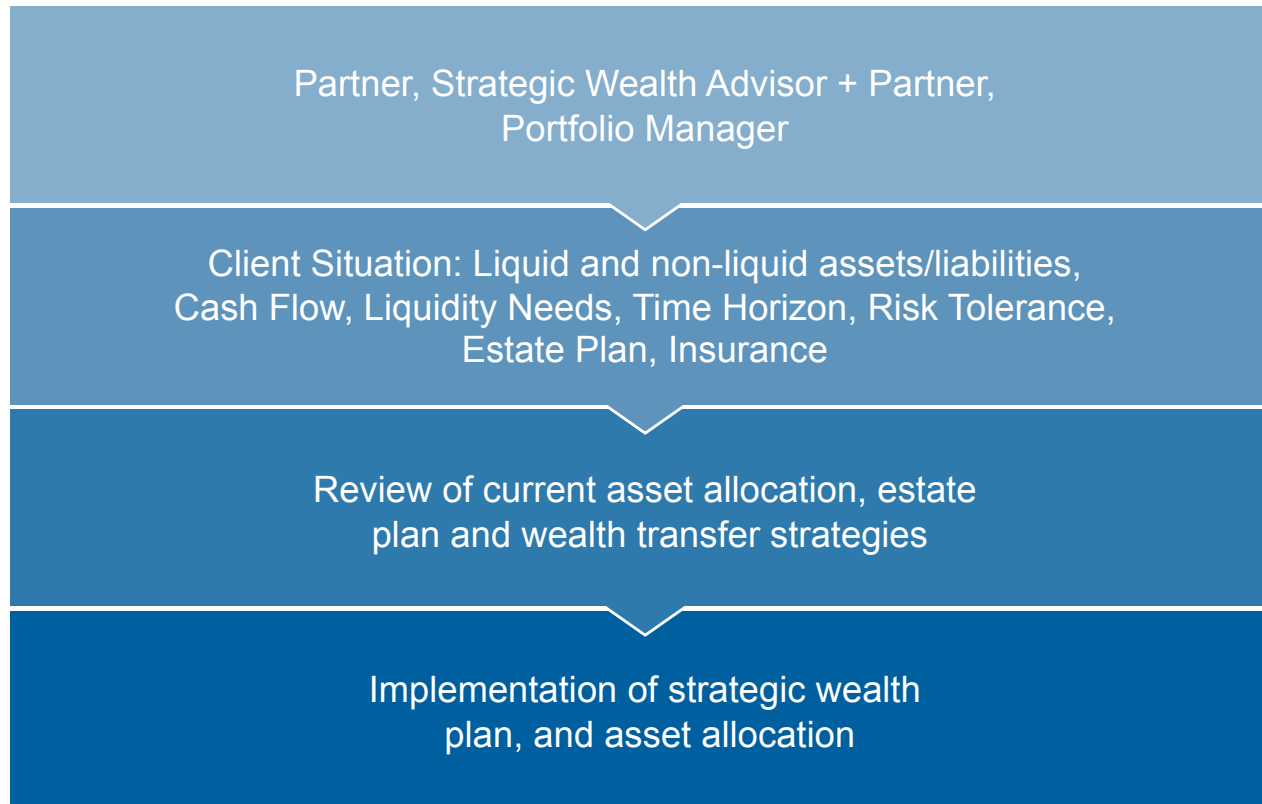 Partner, Strategic Wealth Advisor + Partner,
Portfolio Manager
Client Situation: Liquid and non-liquid assets/liabilities,
Cash Flow, Liquidity Needs, Time Horizon, Risk Tolerance,
Estate Plan, Insurance
Review of current asset allocation, estate
plan and wealth transfer strategies
Implementation of strategic wealth
plan, and asset allocation